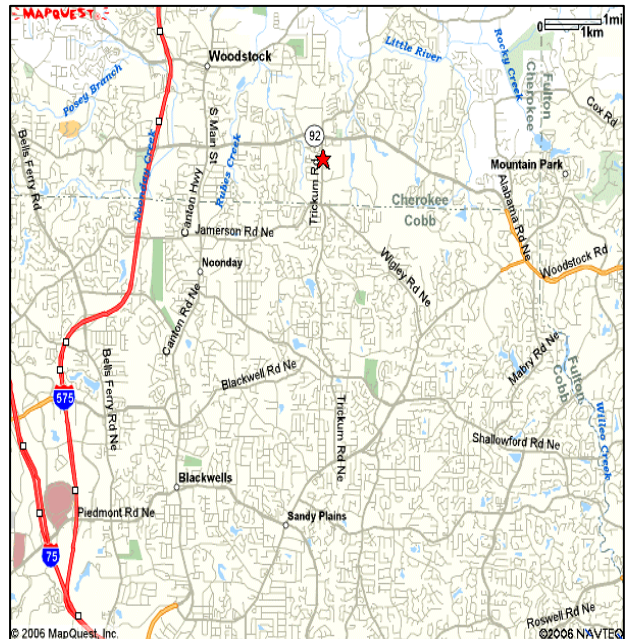 MAPQUEST
1mi
0
1km
Little River
Rocky Creek
Fulton
Cherokee
Woodstock
Posey Branch
Cox Rd
S Main St
92
Bells Ferry Rd
Noonday Creek
Rubes Creek
Mountain Park
Trickum Rd
Alabama Rd Ne
Canton Hwy
Cherokee
Cobb
Jamerson Rd Ne
Wigley Rd Ne
Woodstock Rd
Noonday
Canton Rd Ne
Mabry Rd Ne
Bells Ferry Rd Ne
Blackwell Rd Ne
Fulton
Cobb
575
Trickum Rd Ne
Willeo Creek
Shallowford Rd Ne
Blackwells
Piedmont Rd Ne
Sandy Plains
75
Roswell Rd Ne
© 2006 MapQuest, Inc.
©2006 NAVTEQ